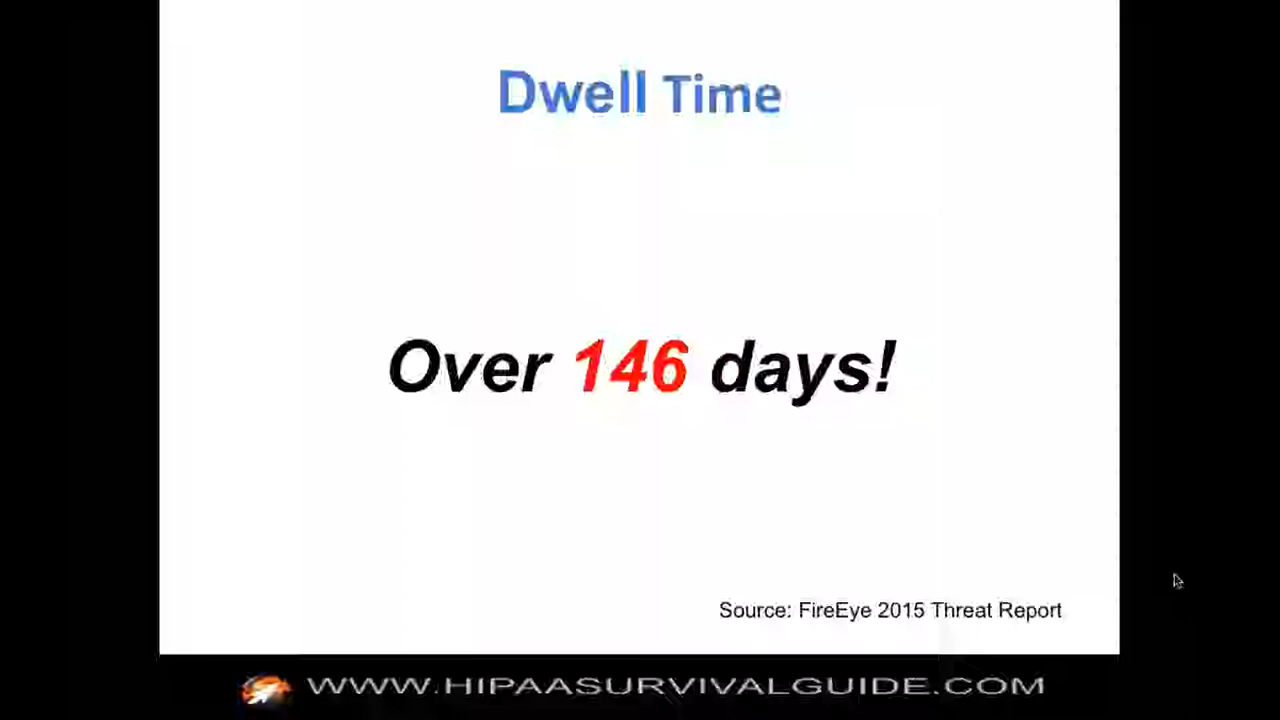 Dwell Time
Over 146 days!
Source: FireEye 2015 Threat Report
WWW.HIPAASURVIVALGUIDE.COM